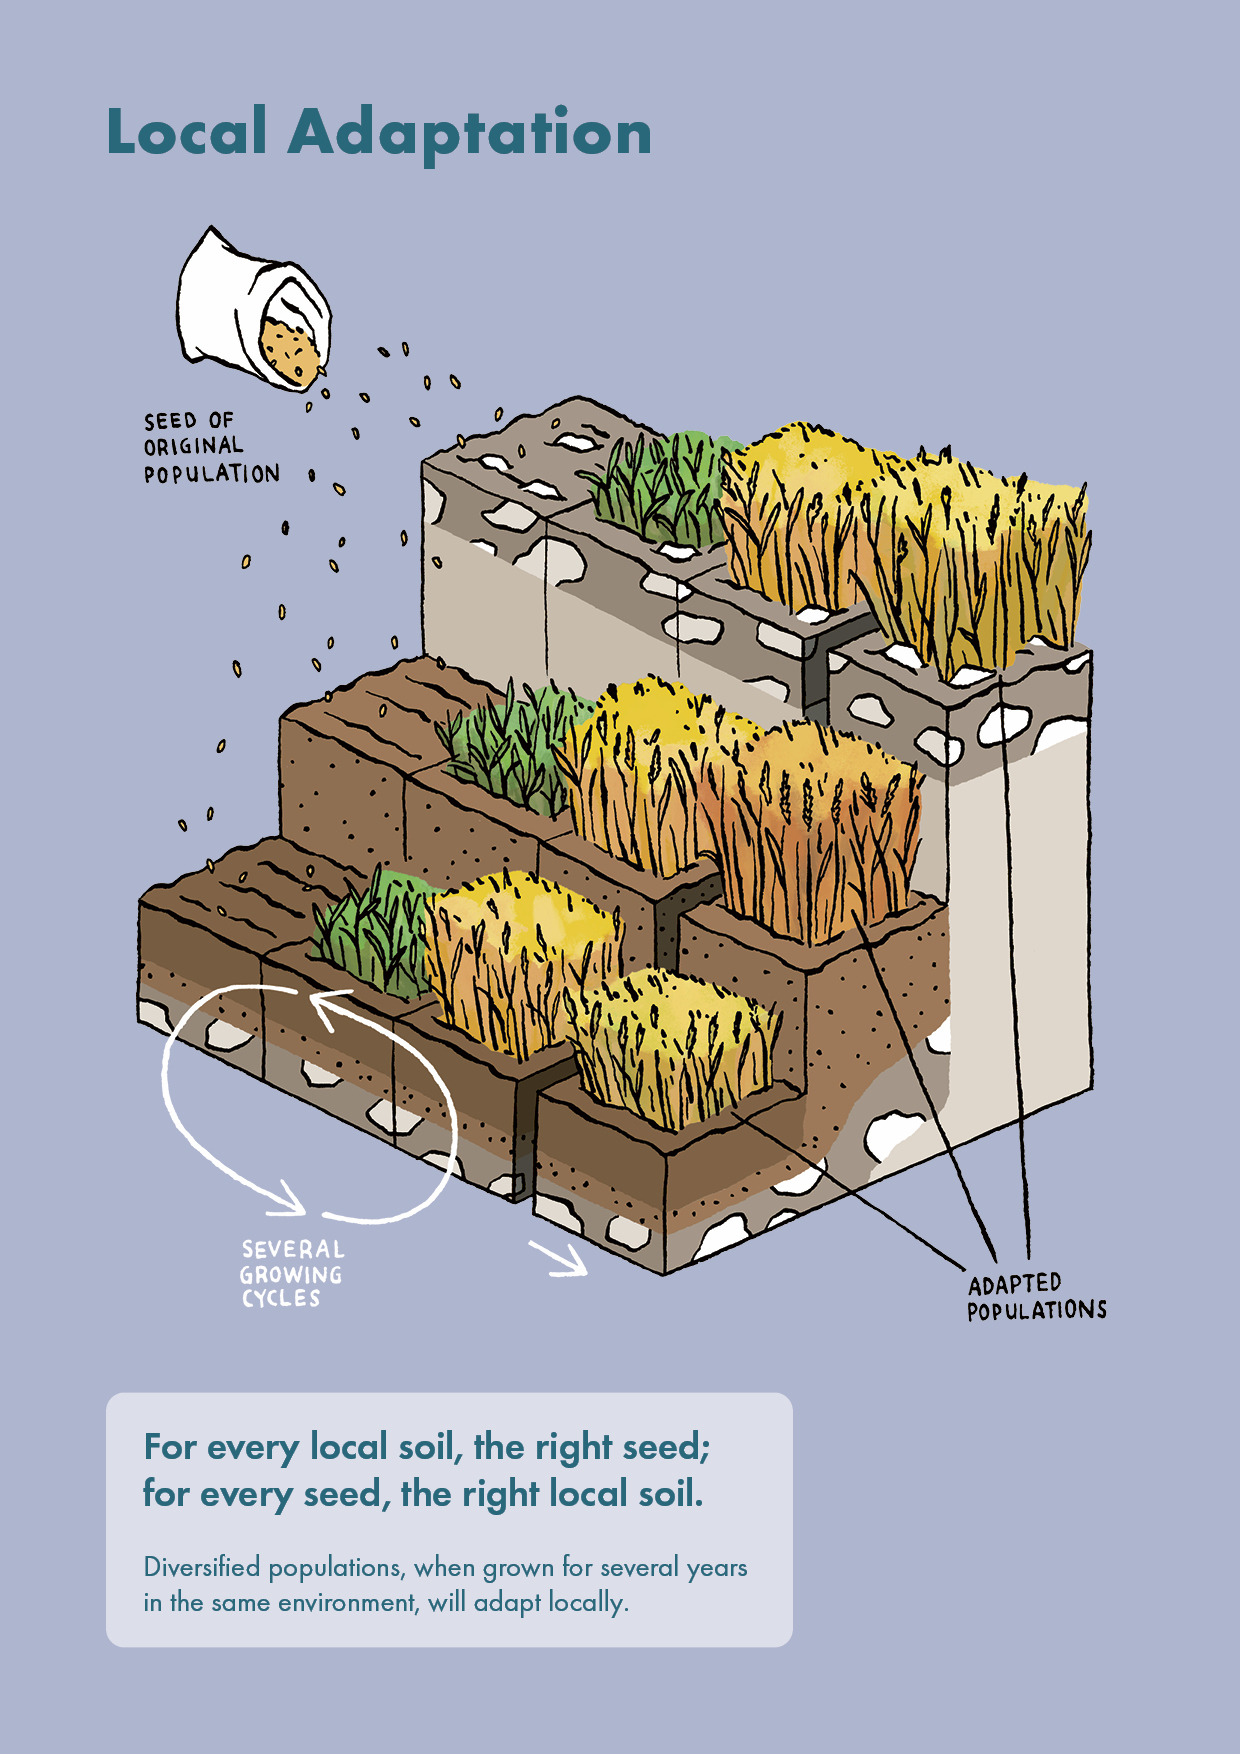 Local Adaptation
SEED OF
ORIGINAL
POPULATION
SEVERAL
GROWING
CYCLES
ADAPTED
POPULATIONS
For every local soil, the right seed;
for every seed, the right local soil.
Diversified populations, when grown for several years
in the same environment, will adapt locally.